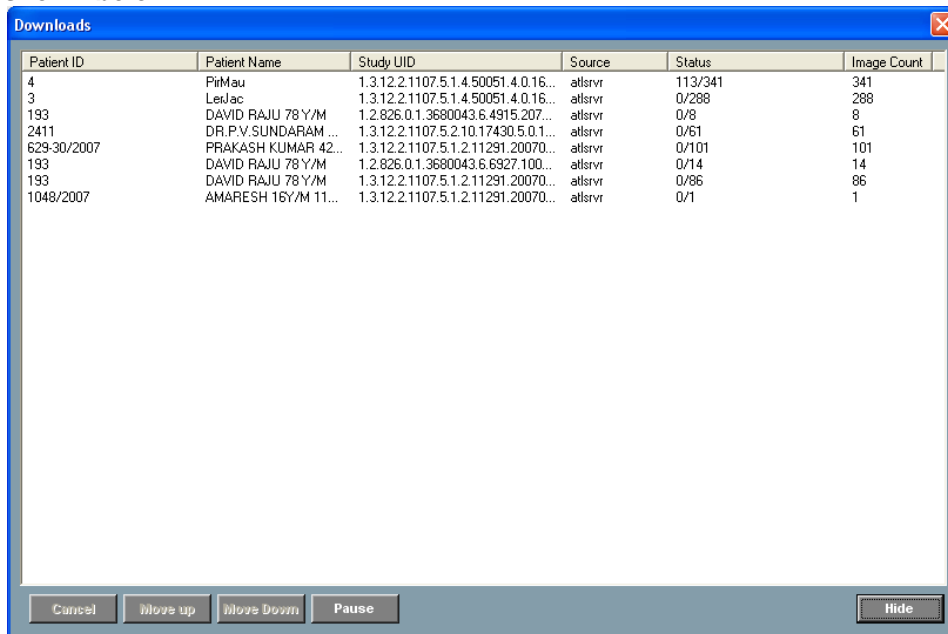 Downloads
Patient ID Patient Name Study UID Source Status Image Count
4 PirMau 1.3.12.2.1107.5.1.4.50051.4.0.16... atlsrvr 113/341 341
3 LerJac 1.3.12.2.1107.5.1.4.50051.4.0.16... atlsrvr 0/288 288
193 DAVID RAJU 78Y/M 1.2.826.0.1.3680043.6.4915.207... atlsrvr 0/8 8
2411 DR.P.V.SUNDARAM ... 1.3.12.2.1107.5.2.10.17430.5.0.1... atlsrvr 0/61 61
629-30/2007 PRAKASH KUMAR 42... 1.3.12.2.1107.5.1.2.11291.20070... atlsrvr 0/101 101
193 DAVID RAJU 78Y/M 1.2.826.0.1.3680043.6.6927.100... atlsrvr 0/14 14
193 DAVID RAJU 78Y/M 1.3.12.2.1107.5.1.2.11291.20070... atlsrvr 0/86 86
1048/2007 AMARESH 16Y/M 11... 1.3.12.2.1107.5.1.2.11291.20070... atlsrvr 0/1 1
Cancel Move up Move Down Pause Hide